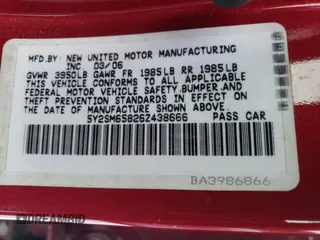 MFD.BY: NEW UNITED MOTOR MANUFACTURING
INC. 03/06
GVWR 3950LB GAWR FR 1985LB RR 1985LB
THIS VEHICLE CONFORMS TO ALL APPLICABLE
FEDERAL MOTOR VEHICLE SAFETY,BUMPER,AND
THEFT PREVENTION STANDARDS IN EFFECT ON
THE DATE OF MANUFACTURE SHOWN ABOVE.
5Y2SM6S826Z438666 PASS CAR
BA3986866
DREAMBID